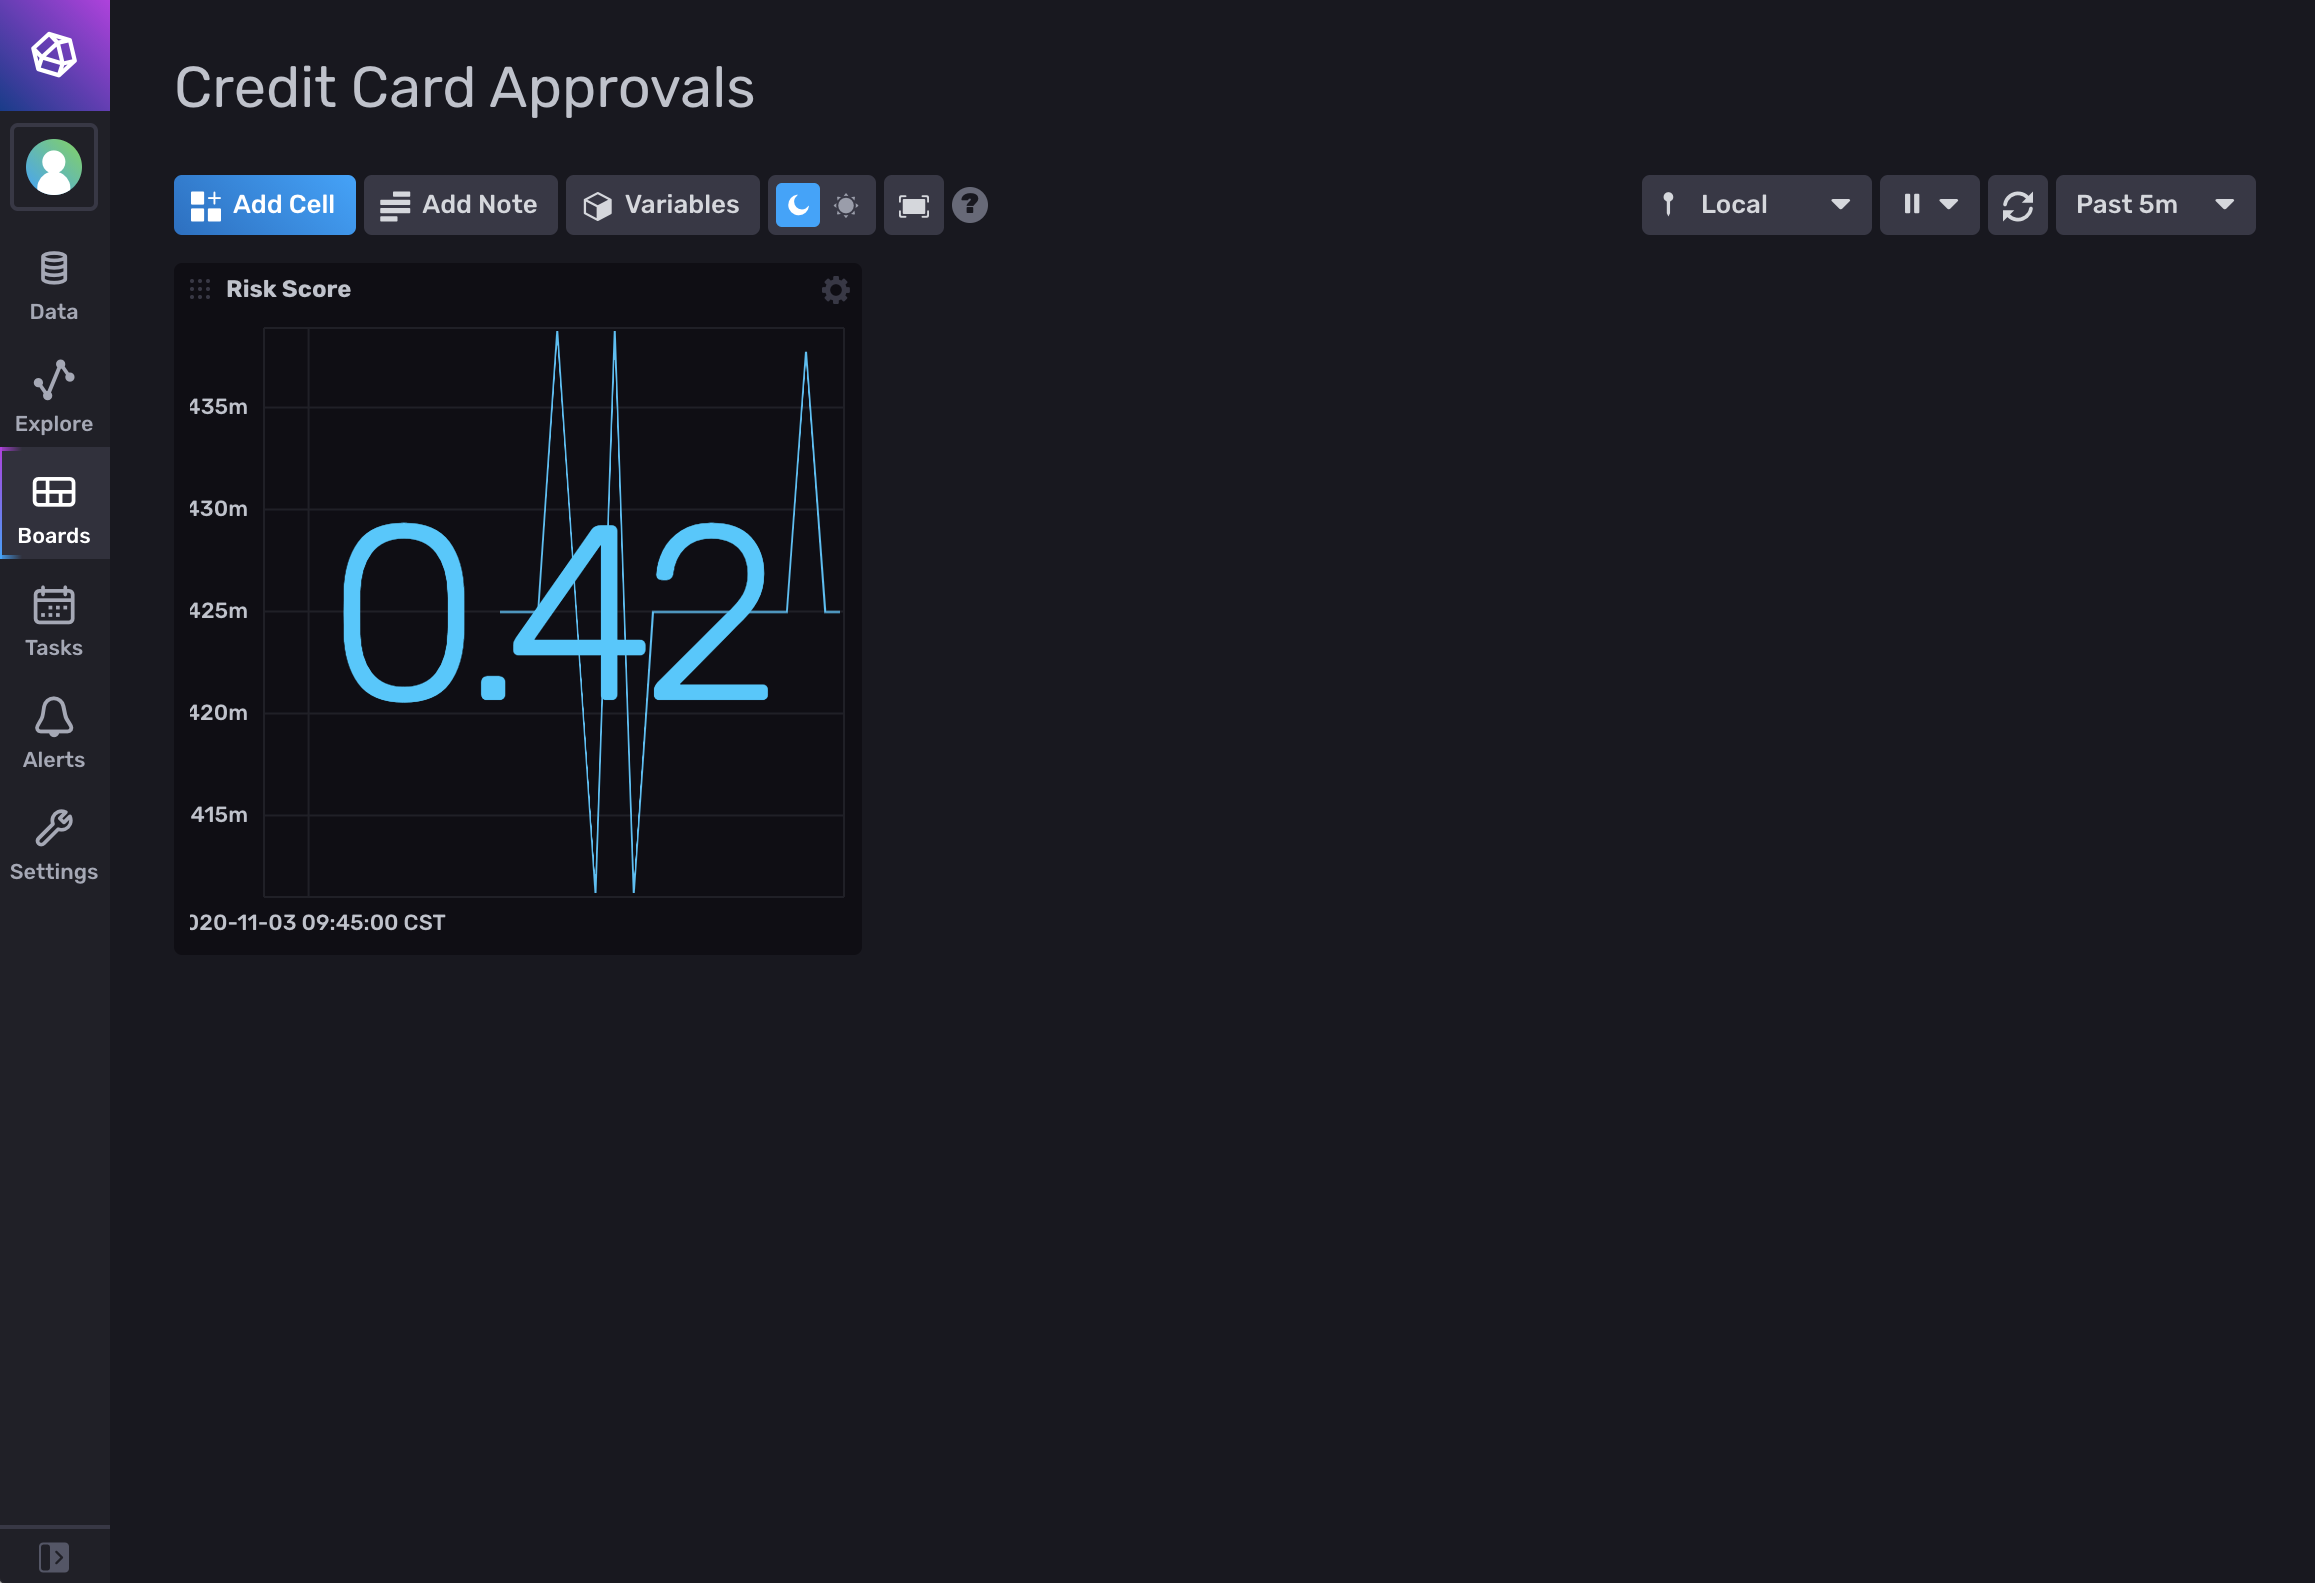 Credit Card Approvals
Add Cell
Add Note
Variables
?
Local
Past 5m
Data
Explore
Boards
Tasks
Alerts
Settings
Risk Score
435m
430m
425m
420m
415m
0.42
020-11-03 09:45:00 CST